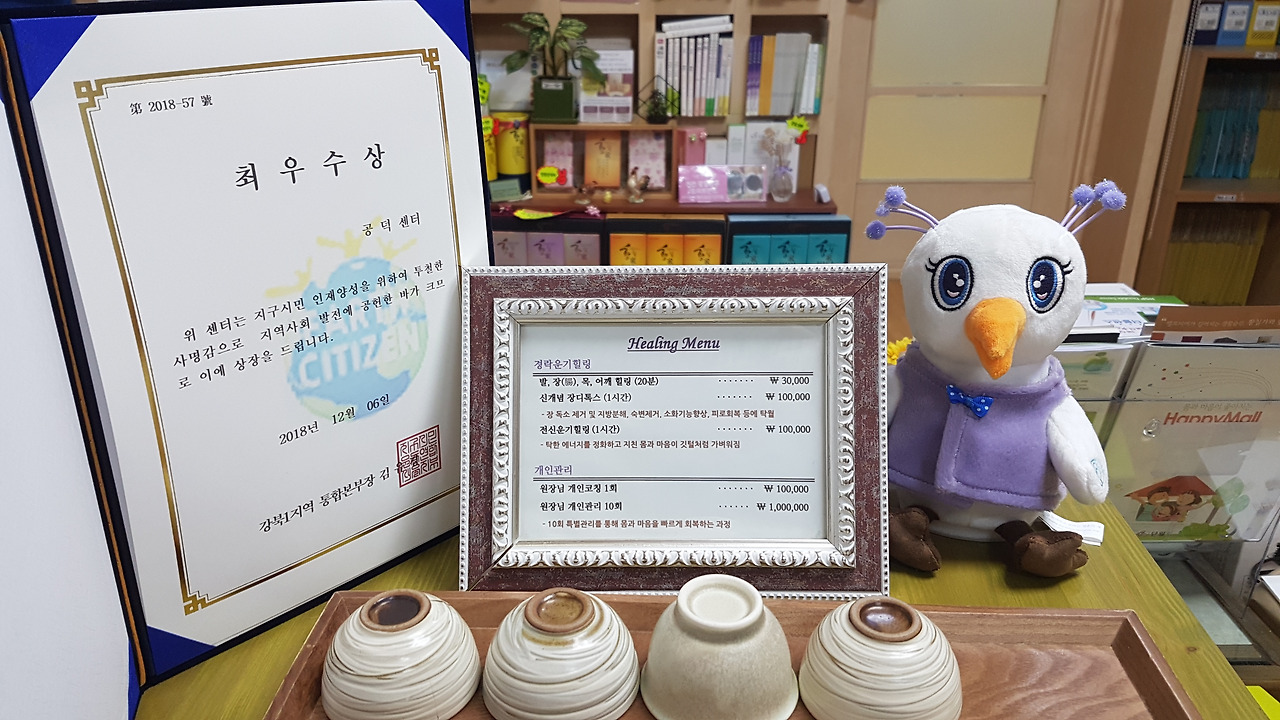 第 2018-57 號
최 우 수 상
공 덕 센터
위 센터는 지구시민 인재양성을 위하여 투철한
사명감으로 지역사회 발전에 공헌한 바가 크므
로 이에 상장을 드립니다.
CITIZEN
2018년 12월 06일
강북1지역 통합본부장 김
Healing Menu
경락운기힐링
발, 장(腸), 목, 어깨 힐링 (20분) ······· ₩ 30,000
신개념 장디톡스 (1시간) ······· ₩ 100,000
- 장 독소 제거 및 지방분해, 숙변제거, 소화기능향상, 피로회복 등에 탁월
전신운기힐링 (1시간) ······· ₩ 100,000
- 탁한 에너지를 정화하고 지친 몸과 마음이 깃털처럼 가벼워짐
개인관리
원장님 개인코칭 1회 ······· ₩ 100,000
원장님 개인관리 10회 ······· ₩ 1,000,000
- 10회 특별관리를 통해 몸과 마음을 빠르게 회복하는 과정
HappyMall